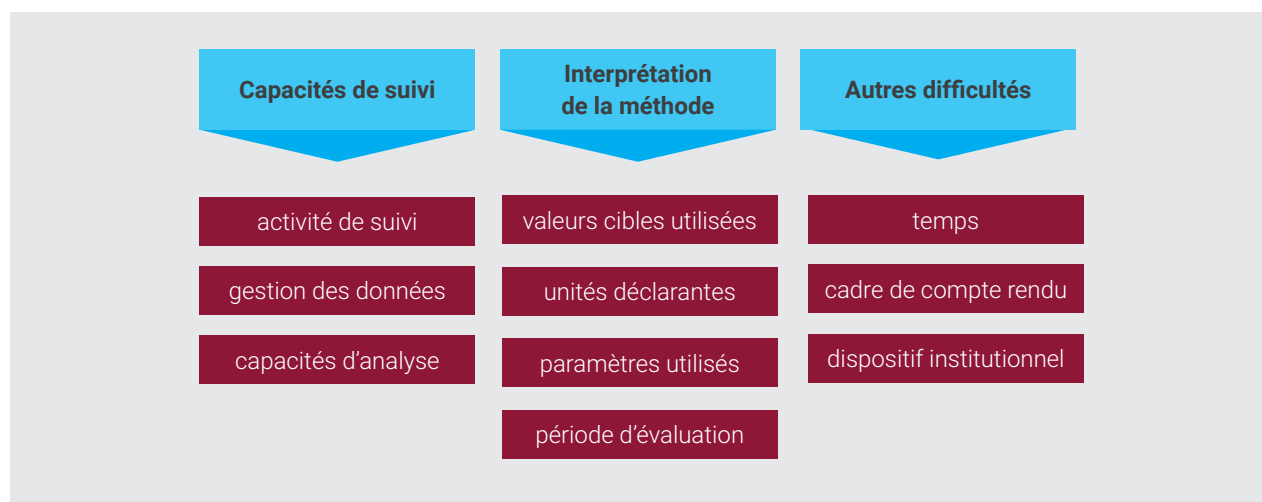 Capacités de suivi
activité de suivi
gestion des données
capacités d’analyse
Interprétation
de la méthode
valeurs cibles utilisées
unités déclarantes
paramètres utilisés
période d’évaluation
Autres difficultés
temps
cadre de compte rendu
dispositif institutionnel